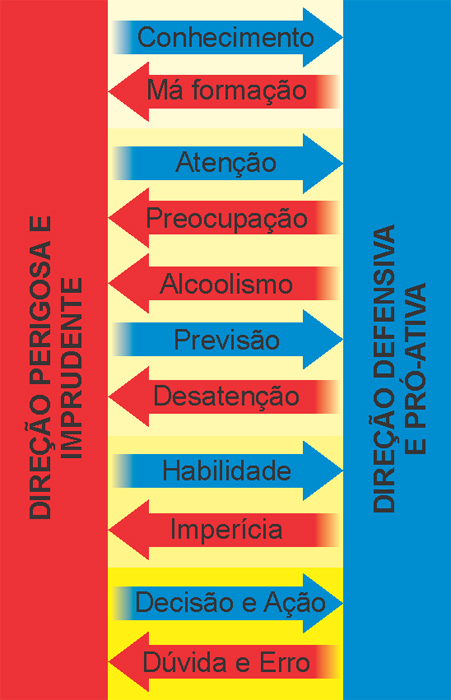 DIREÇÃO PERIGOSA E
IMPRUDENTE
Conhecimento
Má formação
Atenção
Preocupação
Alcoolismo
Previsão
Desatenção
Habilidade
Imperícia
Decisão e Ação
Dúvida e Erro
DIREÇÃO DEFENSIVA
E PRÓ-ATIVA